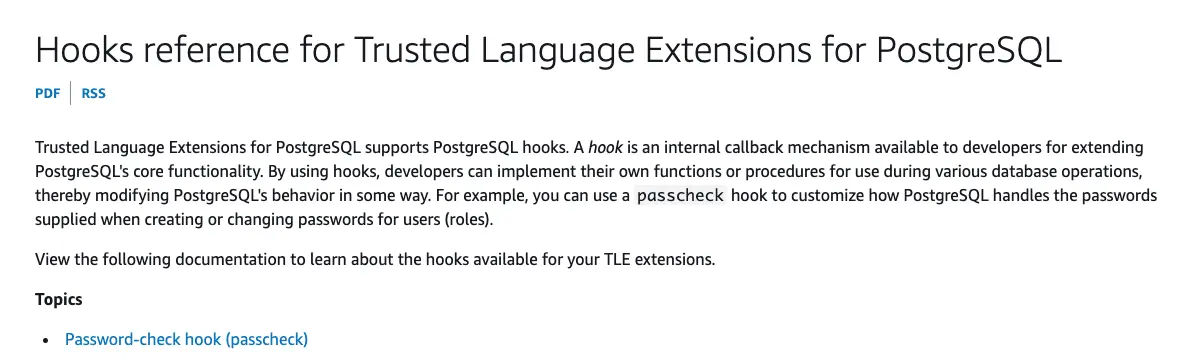 Hooks reference for Trusted Language Extensions for PostgreSQL
PDF RSS
Trusted Language Extensions for PostgreSQL supports PostgreSQL hooks. A hook is an internal callback mechanism available to developers for extending
PostgreSQL's core functionality. By using hooks, developers can implement their own functions or procedures for use during various database operations,
thereby modifying PostgreSQL's behavior in some way. For example, you can use a passcheck hook to customize how PostgreSQL handles the passwords
supplied when creating or changing passwords for users (roles).
View the following documentation to learn about the hooks available for your TLE extensions.
Topics
• Password-check hook (passcheck)